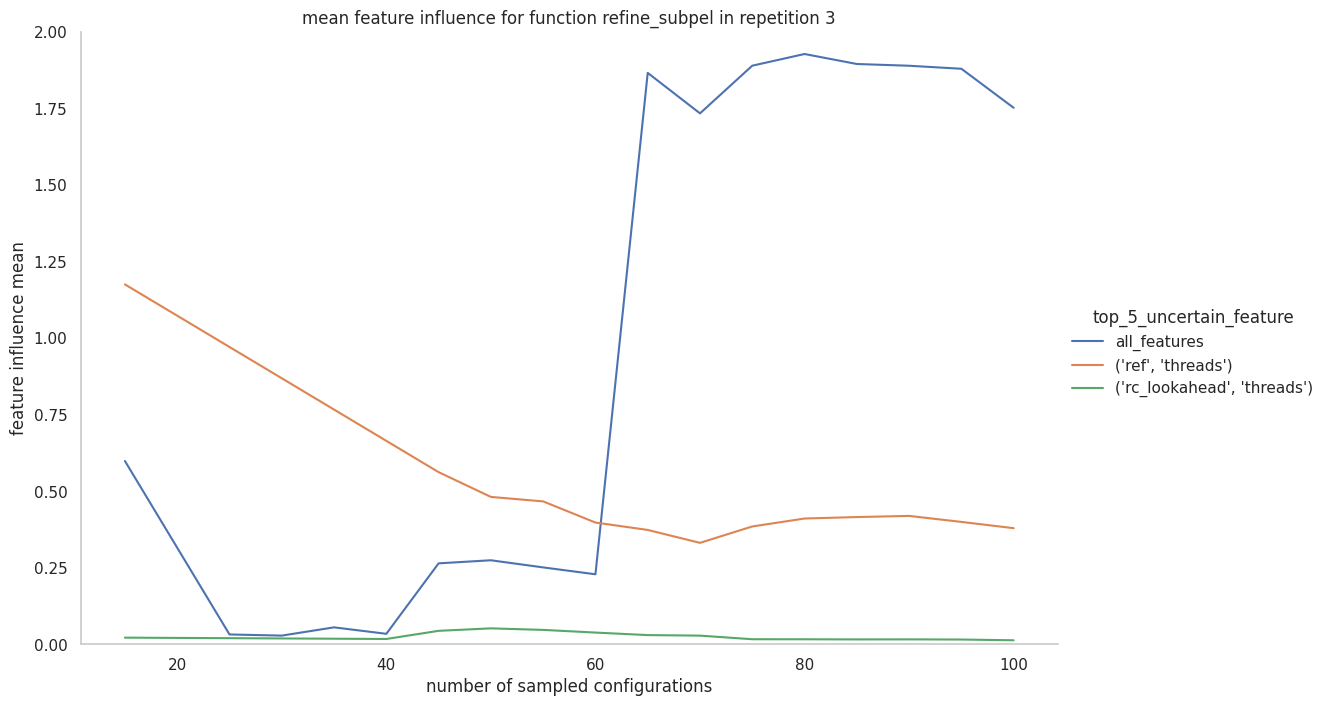 mean feature influence for function refine_subpel in repetition 3
feature influence mean
2.00
1.75
1.50
1.25
1.00
0.75
0.50
0.25
0.00
20
40
60
80
100
number of sampled configurations
top_5_uncertain_feature
all_features
('ref', 'threads')
('rc_lookahead', 'threads')